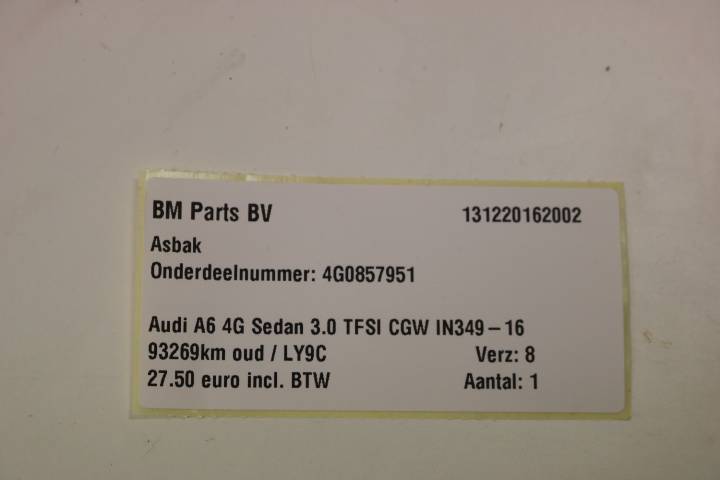 BM Parts BV 131220162002
Asbak
Onderdeelnummer: 4G0857951
Audi A6 4G Sedan 3.0 TFSI CGW IN349-16
93269km oud / LY9C Verz: 8
27.50 euro incl. BTW Aantal: 1